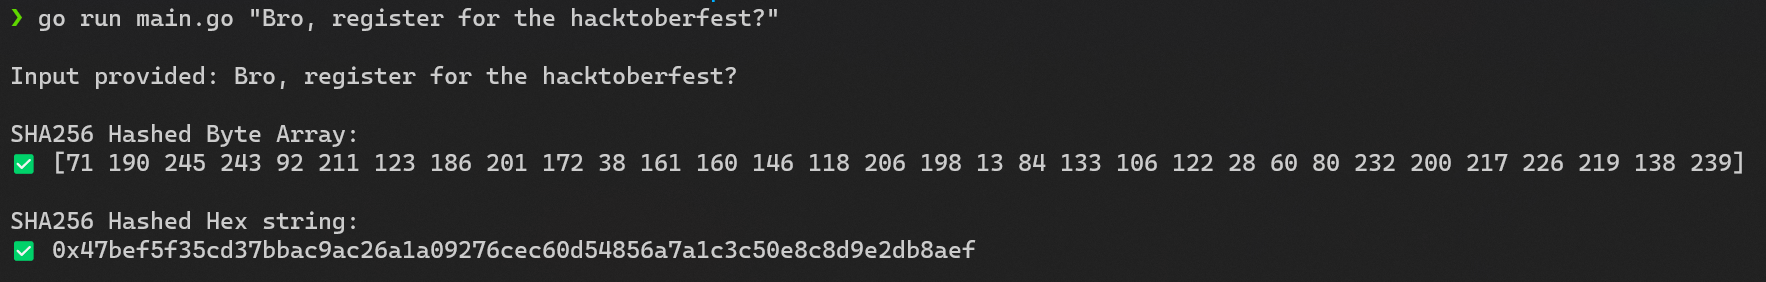 ❯ go run main.go "Bro, register for the hacktoberfest?"
Input provided: Bro, register for the hacktoberfest?
SHA256 Hashed Byte Array:
✅ [71 190 245 243 92 211 123 186 201 172 38 161 160 146 118 206 198 13 84 133 106 122 28 60 80 232 200 217 226 219 138 239]
SHA256 Hashed Hex string:
✅ 0x47bef5f35cd37bbac9ac26a1a09276cec60d54856a7a1c3c50e8c8d9e2db8aef